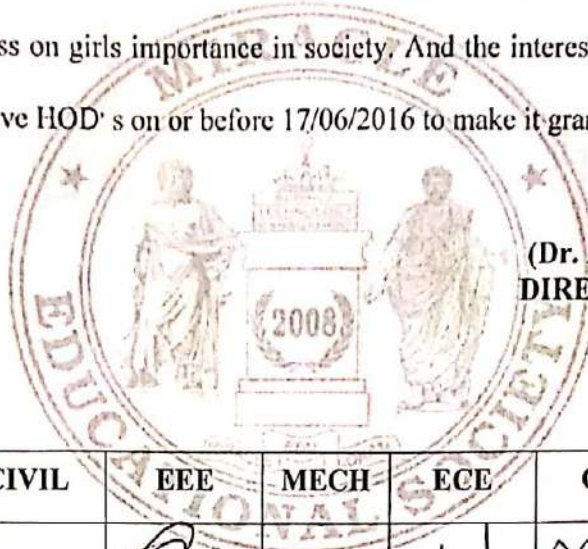 ss on girls importance in society. And the interes
ve HOD' s on or before 17/06/2016 to make it gran
MIRACLE
EDUCATIONAL SOCIETY
2008
(Dr.
DIRE
CIVIL EEE MECH ECE